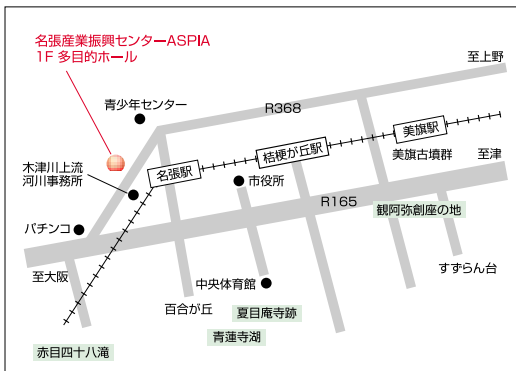 名張産業振興センターASPIA
1F 多目的ホール
至上野
青少年センター
R368
美旗駅
桔梗が丘駅
美旗古墳群
至津
木津川上流
河川事務所
名張駅
市役所
R165
観阿弥創座の地
パチンコ
至大阪
すずらん台
中央体育館
百合が丘
夏目庵寺跡
青蓮寺湖
赤目四十八滝